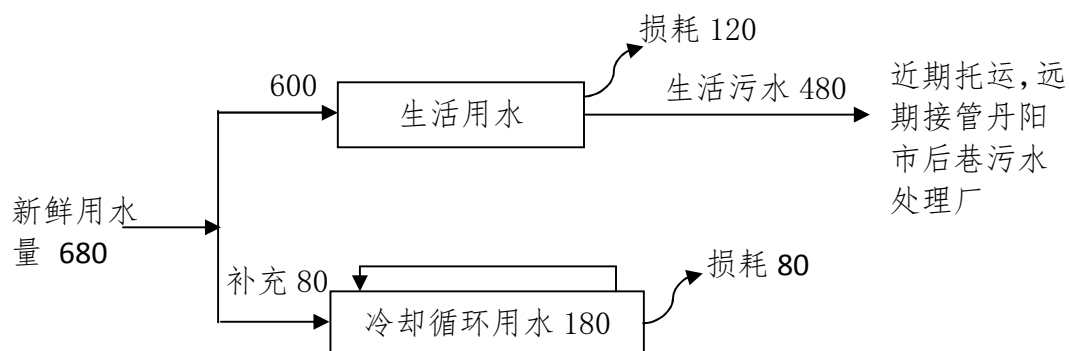 损耗 120
600
生活用水
生活污水 480
近期托运,远
期接管丹阳
市后巷污水
处理厂
新鲜用水
量 680
补充 80
损耗 80
冷却循环用水 180